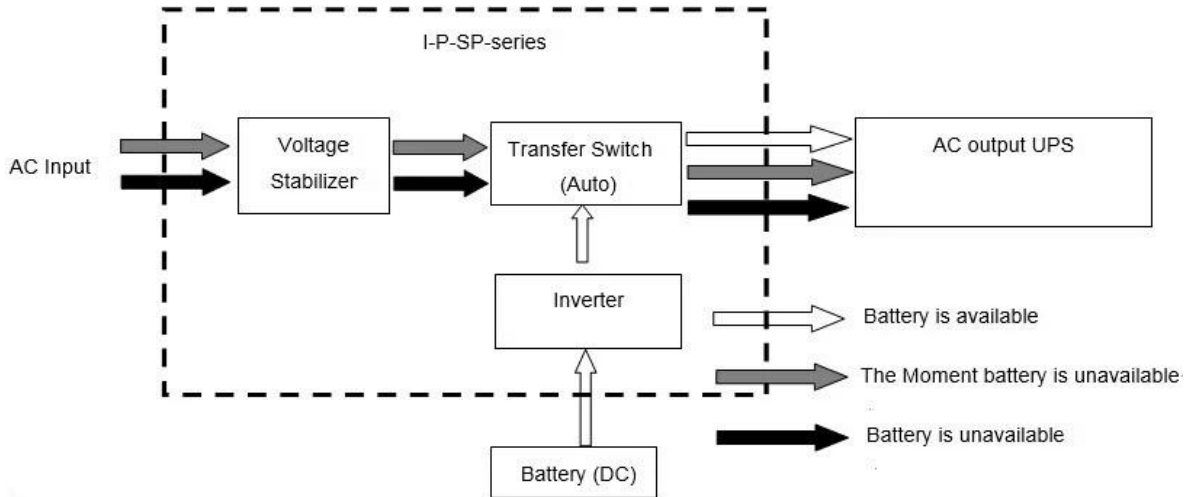 I-P-SP-series
AC Input
Voltage
Stabilizer
Transfer Switch
(Auto)
AC output UPS
Inverter
Battery (DC)
Battery is available
The Moment battery is unavailable
Battery is unavailable